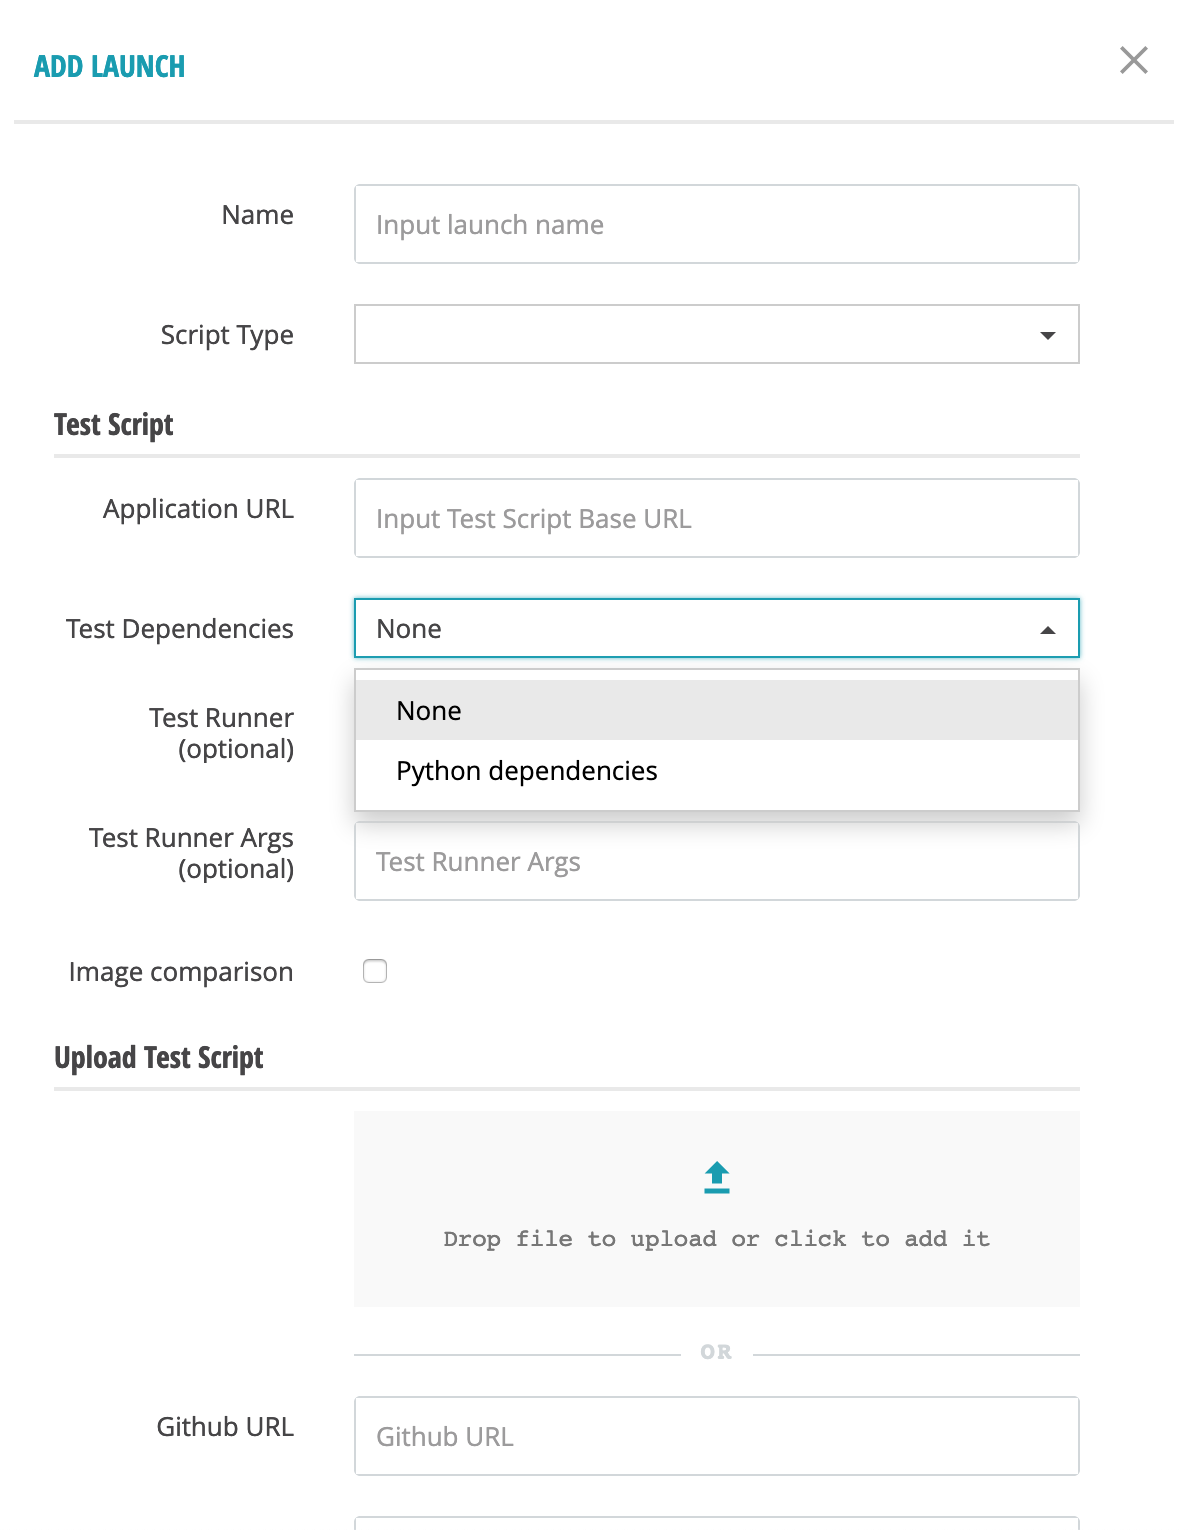 ADD LAUNCH
Name
Input launch name
Script Type
Test Script
Application URL
Input Test Script Base URL
Test Dependencies
None
None
Python dependencies
Test Runner
(optional)
Test Runner Args
(optional)
Test Runner Args
Image comparison
Upload Test Script
Drop file to upload or click to add it
OR
Github URL
Github URL